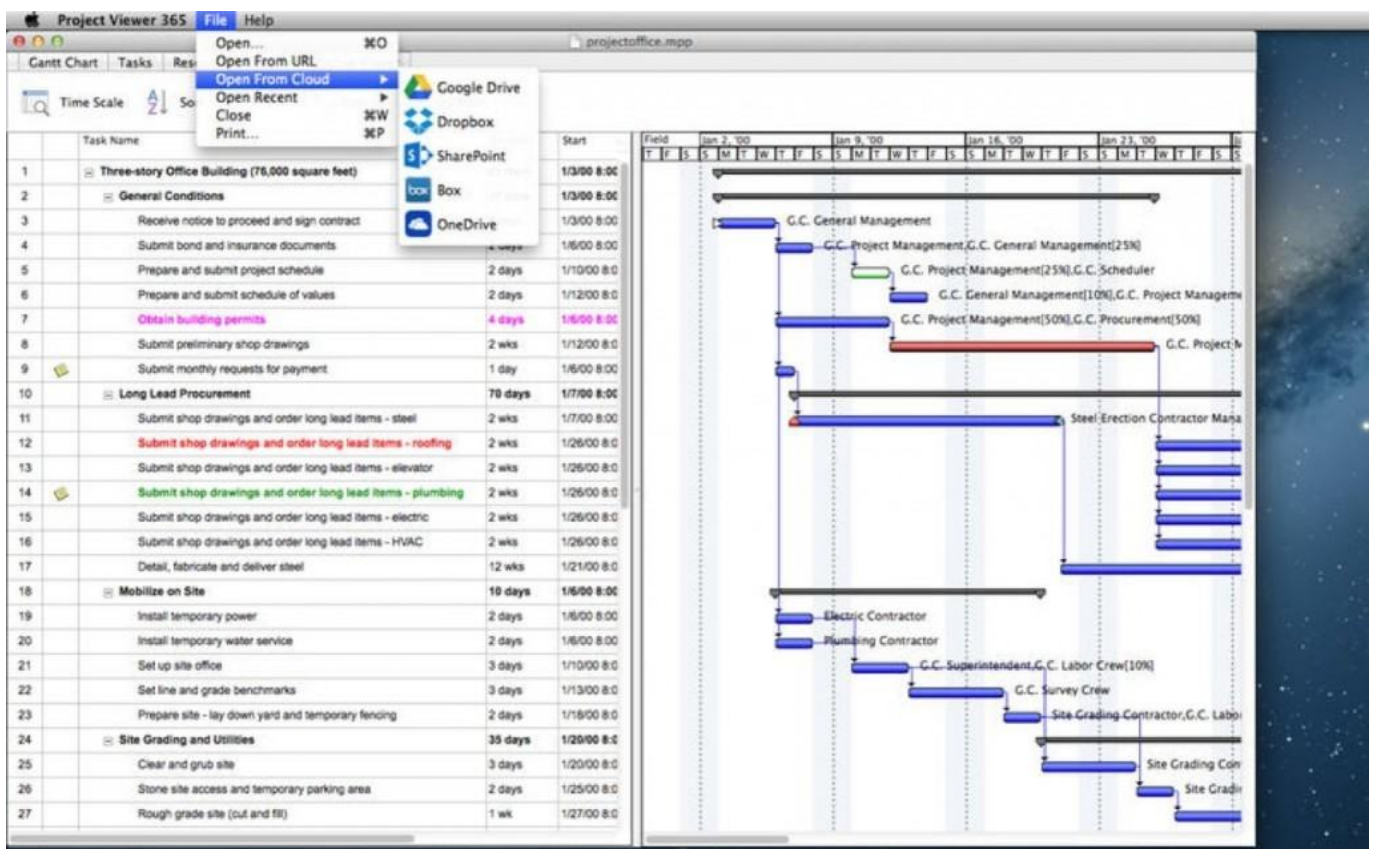 Project Viewer 365 File Help
projectoffice.mpp
Gantt Chart Tasks Res
Open... ⌘O
Open From URL
Open From Cloud
Open Recent
Close ⌘W
Print... ⌘P
Google Drive
Dropbox
SharePoint
box Box
OneDrive
Time Scale So
Task Name Start
1 Three-story Office Building (76,000 square feet) 1/3/00 8:00
2 General Conditions 1/3/00 8:00
3 Receive notice to proceed and sign contract 1/3/00 8:00
4 Submit bond and insurance documents 2 days 1/6/00 8:00
5 Prepare and submit project schedule 2 days 1/10/00 8:0
6 Prepare and submit schedule of values 2 days 1/12/00 8:0
7 Obtain building permits 4 days 1/6/00 8:00
8 Submit preliminary shop drawings 2 wks 1/12/00 8:0
9 Submit monthly requests for payment 1 day 1/6/00 8:00
10 Long Lead Procurement 70 days 1/7/00 8:00
11 Submit shop drawings and order long lead items - steel 2 wks 1/7/00 8:00
12 Submit shop drawings and order long lead items - roofing 2 wks 1/26/00 8:0
13 Submit shop drawings and order long lead items - elevator 2 wks 1/26/00 8:0
14 Submit shop drawings and order long lead items - plumbing 2 wks 1/26/00 8:0
15 Submit shop drawings and order long lead items - electric 2 wks 1/26/00 8:0
16 Submit shop drawings and order long lead items - HVAC 2 wks 1/26/00 8:0
17 Detail, fabricate and deliver steel 12 wks 1/21/00 8:0
18 Mobilize on Site 10 days 1/6/00 8:00
19 Install temporary power 2 days 1/6/00 8:00
20 Install temporary water service 2 days 1/6/00 8:00
21 Set up site office 3 days 1/10/00 8:0
22 Set line and grade benchmarks 3 days 1/13/00 8:0
23 Prepare site - lay down yard and temporary fencing 2 days 1/18/00 8:0
24 Site Grading and Utilities 35 days 1/20/00 8:0
25 Clear and grub site 3 days 1/20/00 8:0
26 Stone site access and temporary parking area 2 days 1/25/00 8:0
27 Rough grade site (cut and fill) 1 wk 1/27/00 8:0
Field Jan 2, '00 Jan 9, '00 Jan 16, '00 Jan 23, '00
T F S S M T W T F S S M T W T F S S M T W T F S S M T W T F S S
G.C. General Management
G.C. Project Management,G.C. General Management[25%]
G.C. Project Management[25%],G.C. Scheduler
G.C. General Management[10%],G.C. Project Manageme
G.C. Project Management[50%],G.C. Procurement[50%]
G.C. Project M
Steel Erection Contractor Mana
Electric Contractor
Plumbing Contractor
G.C. Superintendent,G.C. Labor Crew[10%]
G.C. Survey Crew
Site Grading Contractor,G.C. Labo
Site Grading Con
Site Gradin